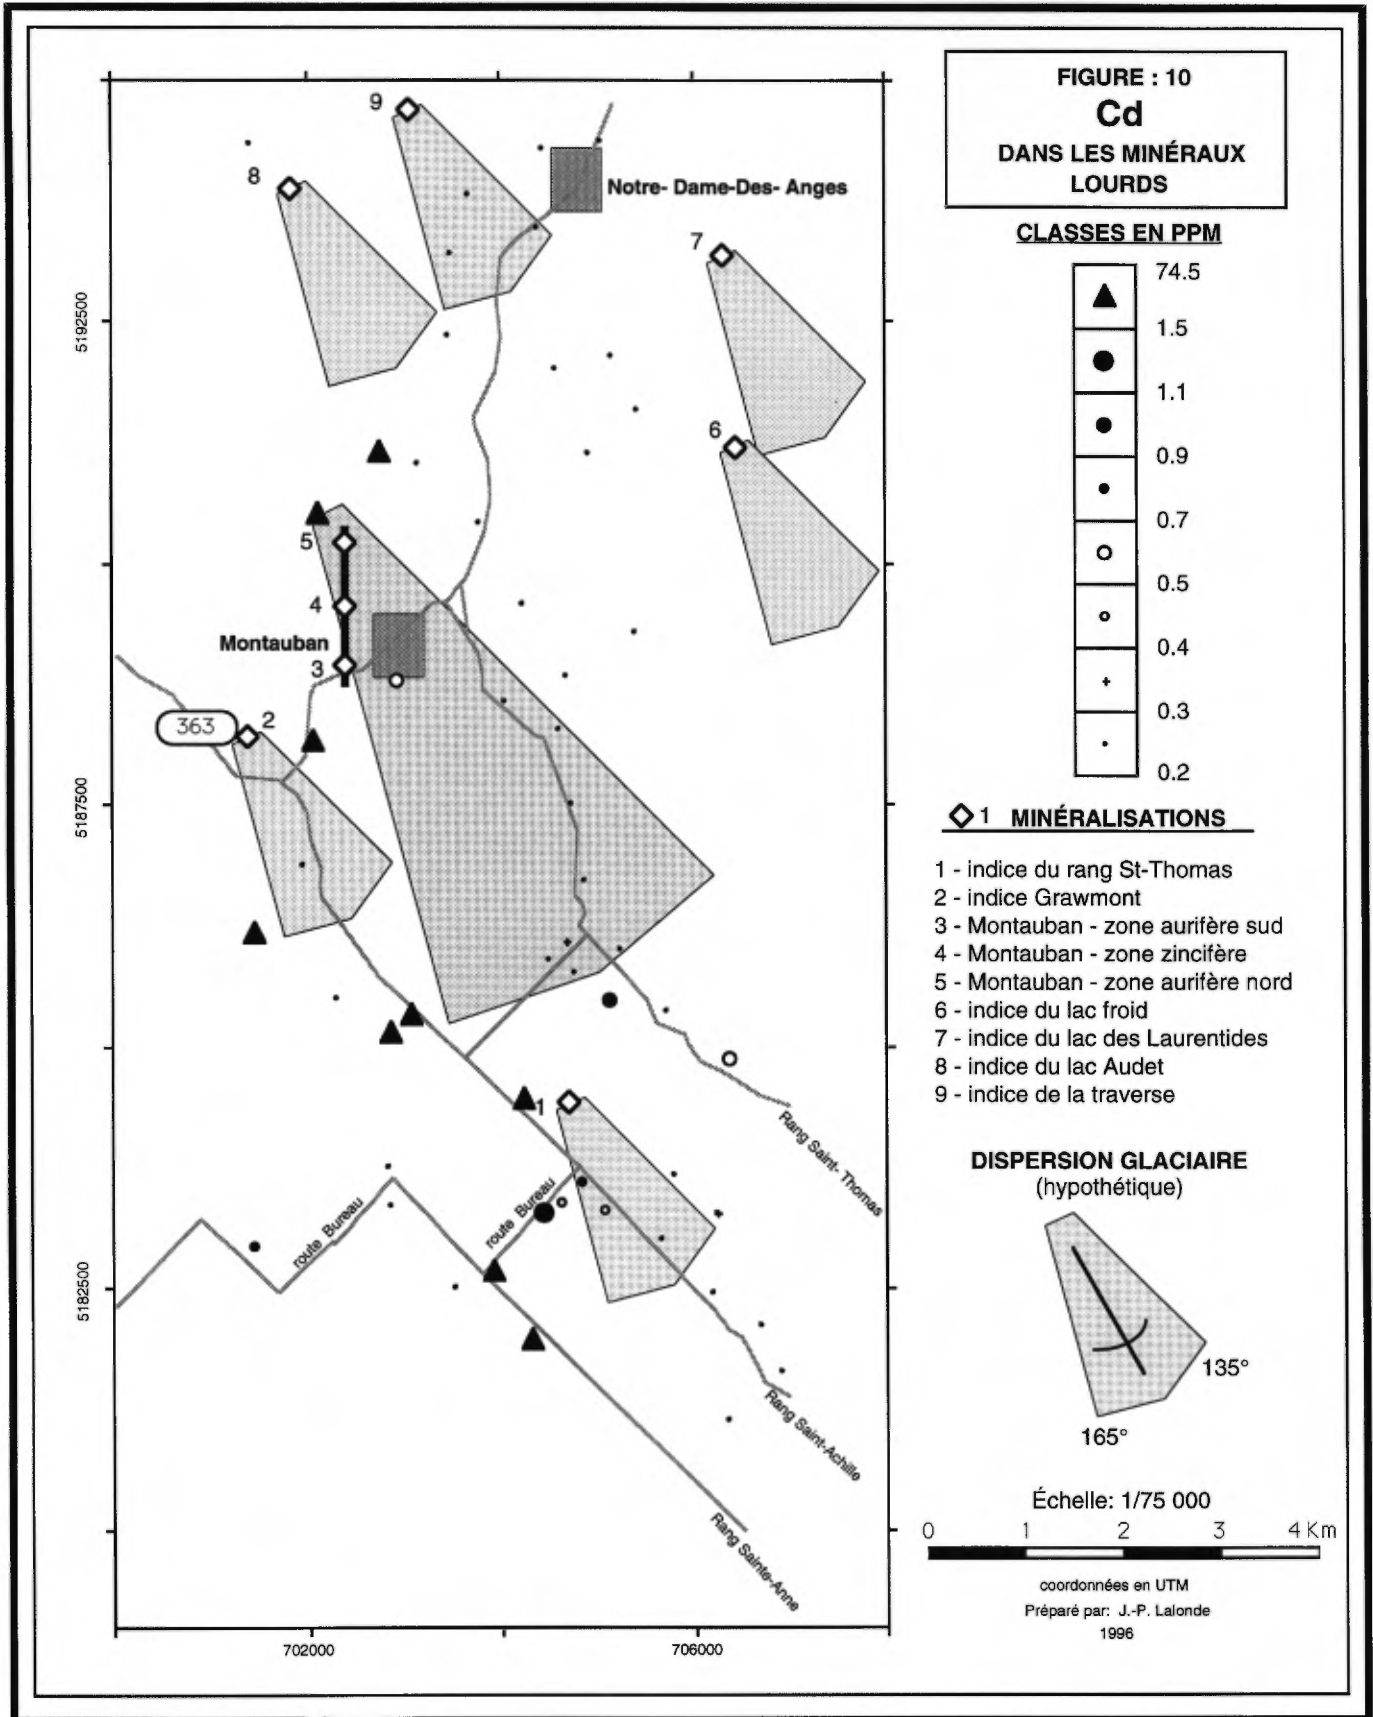 FIGURE : 10
Cd
DANS LES MINÉRAUX
LOURDS
CLASSES EN PPM
74.5
1.5
1.1
0.9
0.7
0.5
0.4
0.3
0.2
1 MINÉRALISATIONS
1 - indice du rang St-Thomas
2 - indice Grawmont
3 - Montauban - zone aurifère sud
4 - Montauban - zone zincifère
5 - Montauban - zone aurifère nord
6 - indice du lac froid
7 - indice du lac des Laurentides
8 - indice du lac Audet
9 - indice de la traverse
DISPERSION GLACIAIRE
(hypothétique)
135°
165°
Échelle: 1/75 000
0 1 2 3 4 Km
coordonnées en UTM
Préparé par: J.-P. Lalonde
1996
9
8
Notre- Dame-Des- Anges
7
5192500
6
5
4
Montauban
3
363
2
5187500
1
Rang Saint- Thomas
route Bureau
route Bureau
5182500
Rang Saint-Achille
Rang Sainte-Anne
702000
706000